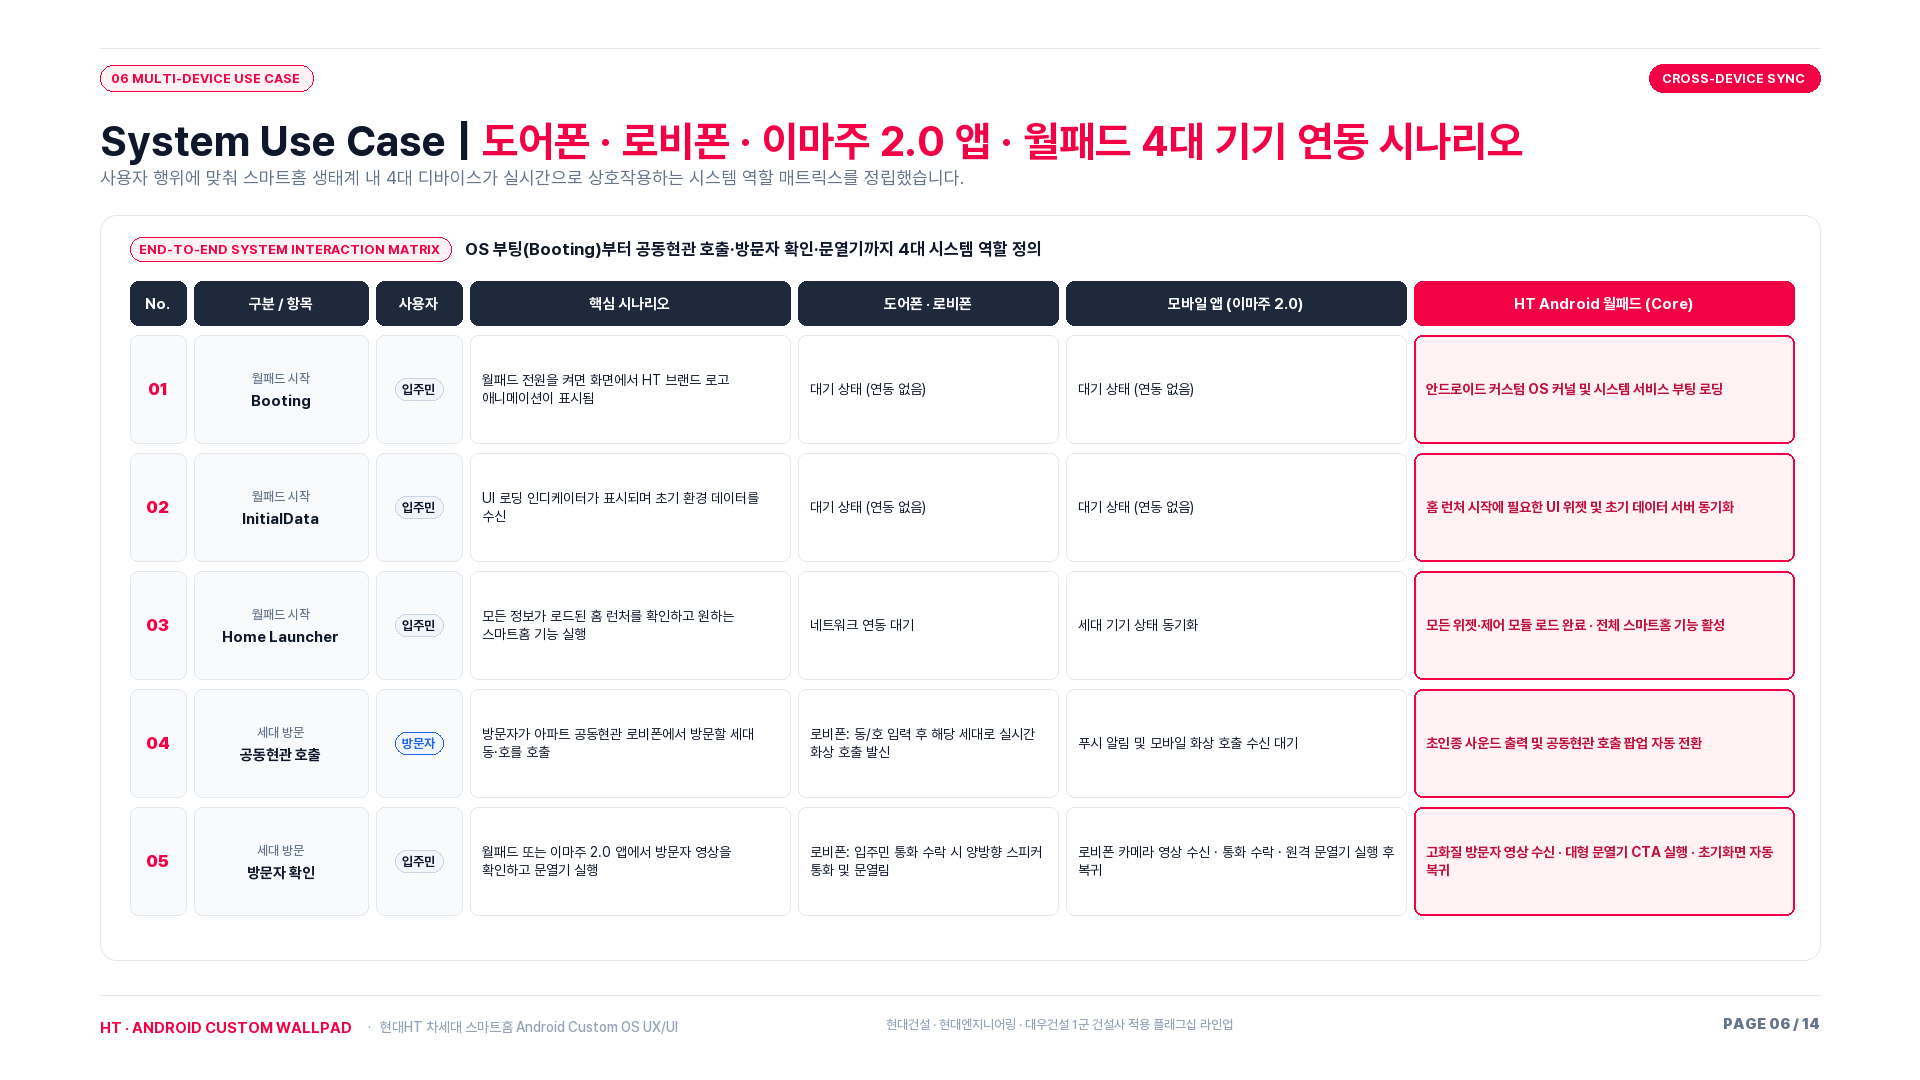 06 MULTI-DEVICE USE CASE
CROSS-DEVICE SYNC
System Use Case | 도어폰 · 로비폰 · 이마주 2.0 앱 · 월패드 4대 기기 연동 시나리오
사용자 행위에 맞춰 스마트홈 생태계 내 4대 디바이스가 실시간으로 상호작용하는 시스템 역할 매트릭스를 정립했습니다.
END-TO-END SYSTEM INTERACTION MATRIX
OS 부팅(Booting)부터 공동현관 호출·방문자 확인·문열기까지 4대 시스템 역할 정의
No.
구분 / 항목
사용자
핵심 시나리오
도어폰 · 로비폰
모바일 앱 (이마주 2.0)
HT Android 월패드 (Core)
01
월패드 시작
Booting
입주민
월패드 전원을 켜면 화면에서 HT 브랜드 로고
애니메이션이 표시됨
대기 상태 (연동 없음)
대기 상태 (연동 없음)
안드로이드 커스텀 OS 커널 및 시스템 서비스 부팅 로딩
02
월패드 시작
InitialData
입주민
UI 로딩 인디케이터가 표시되며 초기 환경 데이터를
수신
대기 상태 (연동 없음)
대기 상태 (연동 없음)
홈 런처 시작에 필요한 UI 위젯 및 초기 데이터 서버 동기화
03
월패드 시작
Home Launcher
입주민
모든 정보가 로드된 홈 런처를 확인하고 원하는
스마트홈 기능 실행
네트워크 연동 대기
세대 기기 상태 동기화
모든 위젯·제어 모듈 로드 완료 · 전체 스마트홈 기능 활성
04
세대 방문
공동현관 호출
방문자
방문자가 아파트 공동현관 로비폰에서 방문할 세대
동·호를 호출
로비폰: 동/호 입력 후 해당 세대로 실시간
화상 호출 발신
푸시 알림 및 모바일 화상 호출 수신 대기
초인종 사운드 출력 및 공동현관 호출 팝업 자동 전환
05
세대 방문
방문자 확인
입주민
월패드 또는 이마주 2.0 앱에서 방문자 영상을
확인하고 문열기 실행
로비폰: 입주민 통화 수락 시 양방향 스피커
통화 및 문열림
로비폰 카메라 영상 수신 · 통화 수락 · 원격 문열기 실행 후
복귀
고화질 방문자 영상 수신 · 대형 문열기 CTA 실행 · 초기화면 자동
복귀
HT · ANDROID CUSTOM WALLPAD · 현대HT 차세대 스마트홈 Android Custom OS UX/UI
현대건설 · 현대엔지니어링 · 대우건설 1군 건설사 적용 플래그십 라인업
PAGE 06 / 14